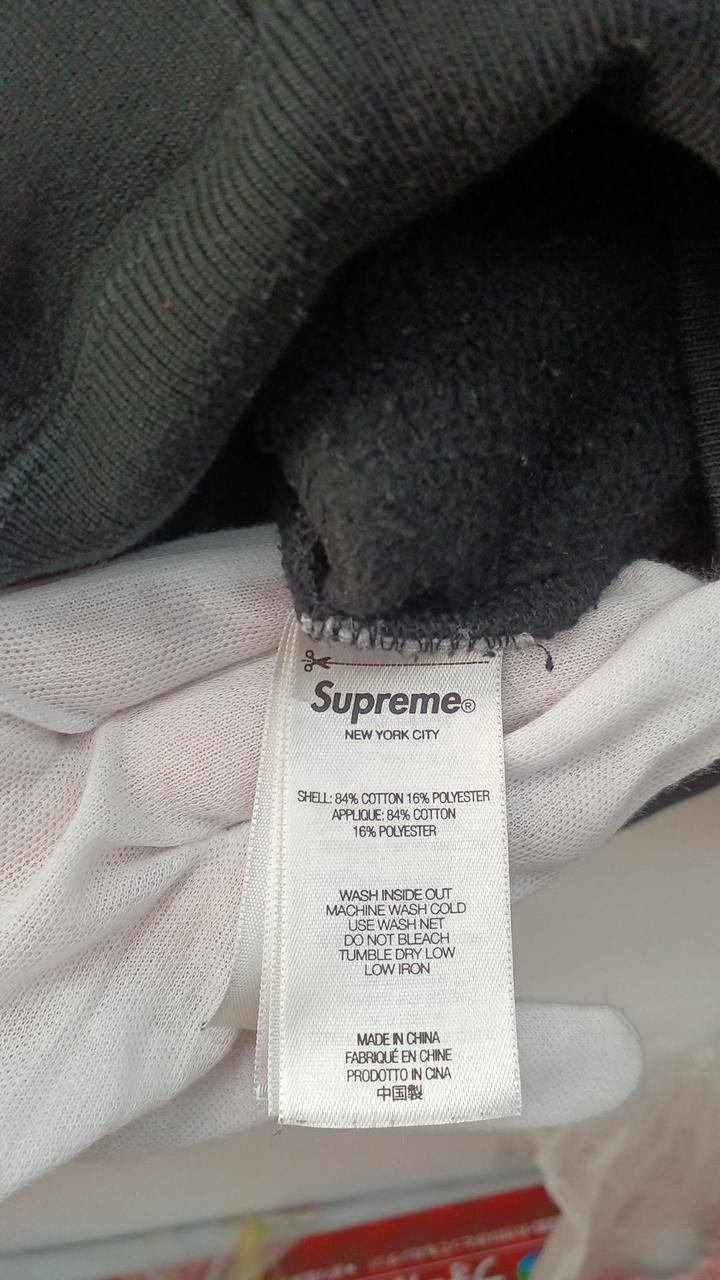 Supreme®
NEW YORK CITY
SHELL: 84% COTTON 16% POLYESTER
APPLIQUE: 84% COTTON
16% POLYESTER
WASH INSIDE OUT
MACHINE WASH COLD
USE WASH NET
DO NOT BLEACH
TUMBLE DRY LOW
LOW IRON
MADE IN CHINA
FABRIQUÉ EN CHINE
PRODOTTO IN CINA
中国製